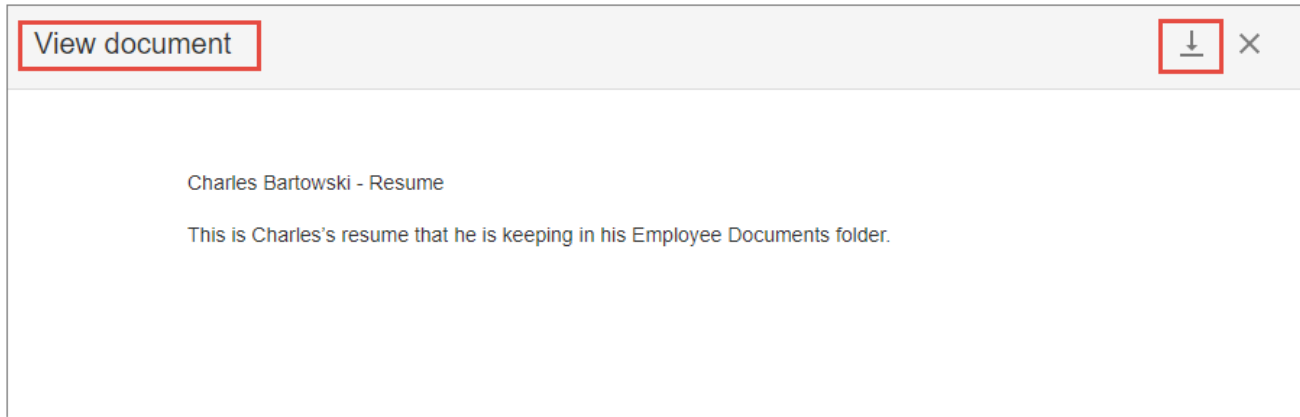 View document
Charles Bartowski - Resume
This is Charles’s resume that he is keeping in his Employee Documents folder.